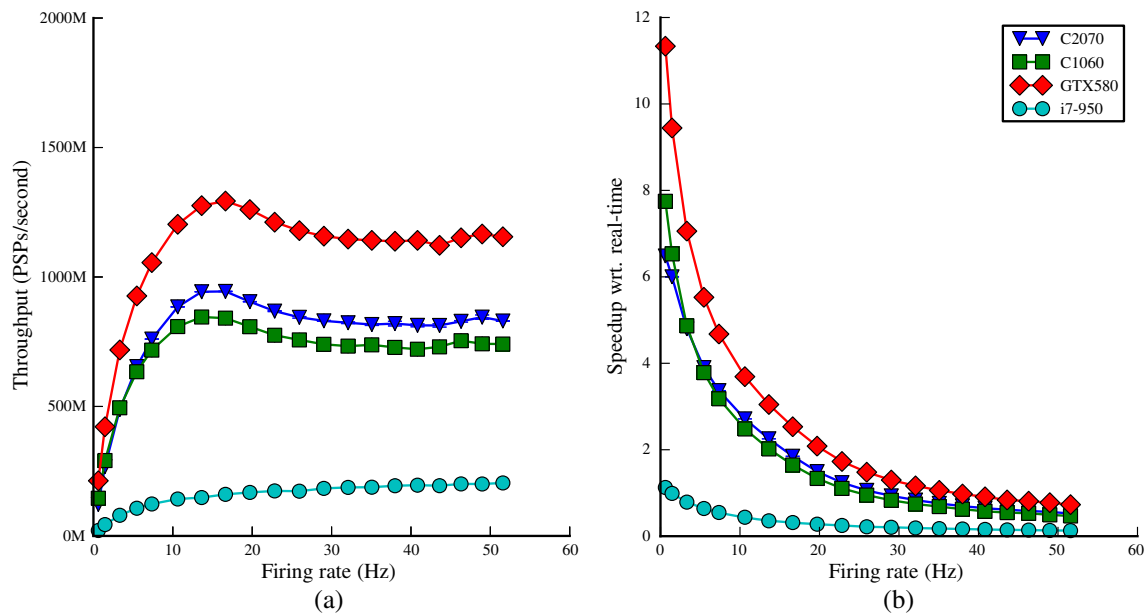 2000M
1500M
1000M
500M
0M
Throughput (PSPs/second)
0 10 20 30 40 50 60
Firing rate (Hz)
(a)
12
10
8
6
4
2
0
Speedup wrt. real-time
0 10 20 30 40 50 60
Firing rate (Hz)
(b)
C2070
C1060
GTX580
i7-950